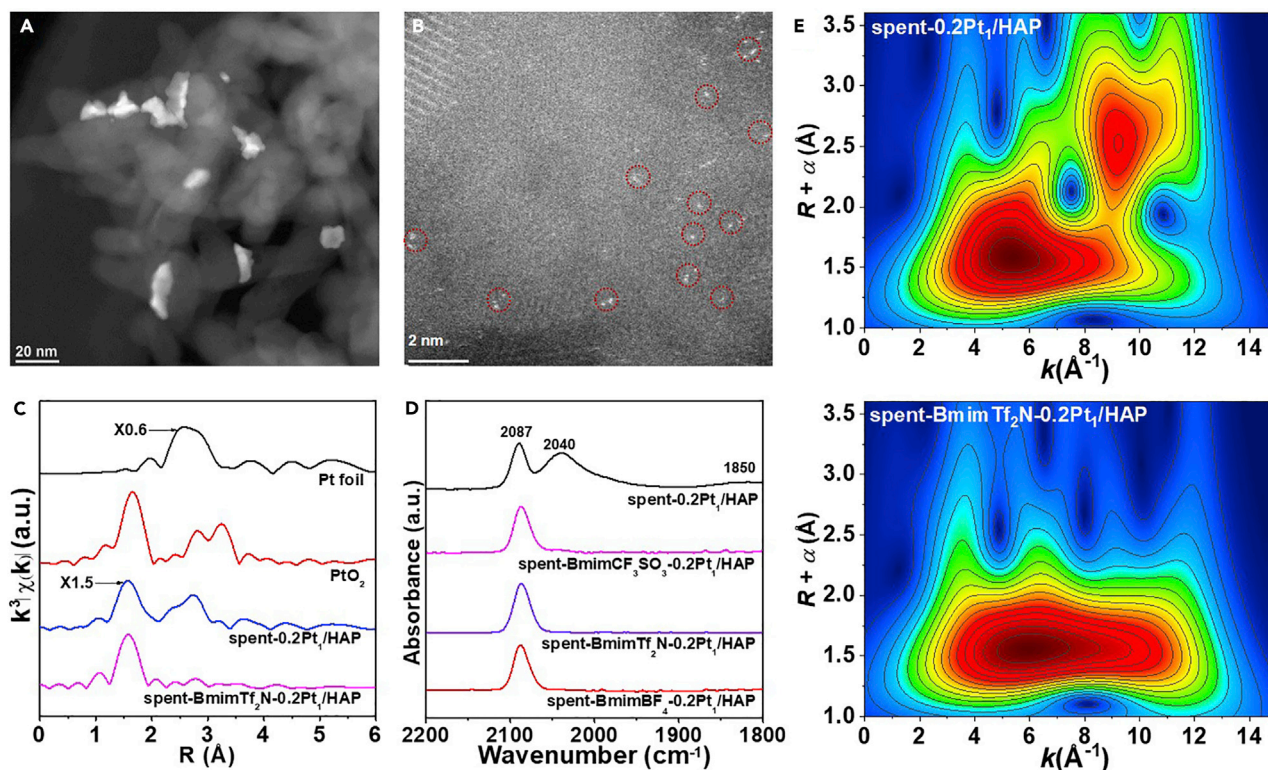 A
20 nm
B
2 nm
C
k³|χ(k)| (a.u.)
X0.6
Pt foil
PtO₂
X1.5
spent-0.2Pt₁/HAP
spent-BmimTf₂N-0.2Pt₁/HAP
0 1 2 3 4 5 6
R (Å)
D
Absorbance (a.u.)
2087
2040
1850
spent-0.2Pt₁/HAP
spent-BmimCF₃SO₃-0.2Pt₁/HAP
spent-BmimTf₂N-0.2Pt₁/HAP
spent-BmimBF₄-0.2Pt₁/HAP
2200 2100 2000 1900 1800
Wavenumber (cm⁻¹)
E
spent-0.2Pt₁/HAP
R + α (Å)
3.5
3.0
2.5
2.0
1.5
1.0
0 2 4 6 8 10 12 14
k(Å⁻¹)
spent-BmimTf₂N-0.2Pt₁/HAP
R + α (Å)
3.5
3.0
2.5
2.0
1.5
1.0
0 2 4 6 8 10 12 14
k(Å⁻¹)